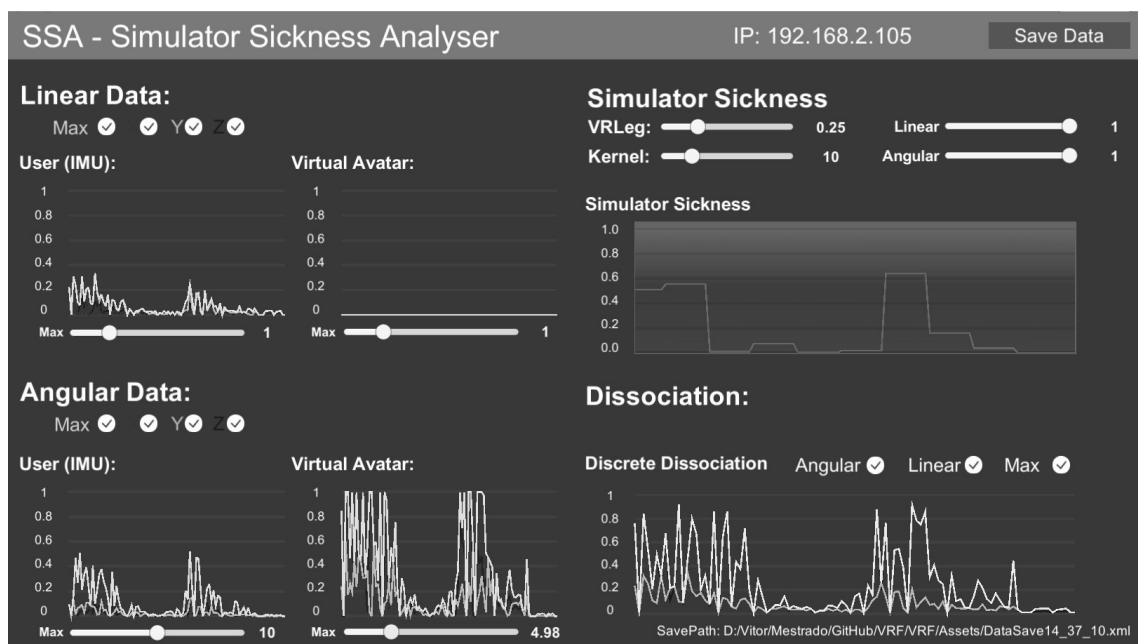 SSA - Simulator Sickness Analyser
IP: 192.168.2.105
Save Data
Linear Data:
Max Y Z
User (IMU):
1
0.8
0.6
0.4
0.2
0
Max 1
Virtual Avatar:
1
0.8
0.6
0.4
0.2
0
Max 1
Angular Data:
Max Y Z
User (IMU):
1
0.8
0.6
0.4
0.2
0
Max 10
Virtual Avatar:
1
0.8
0.6
0.4
0.2
0
Max 4.98
Simulator Sickness
VRLeg: 0.25 Linear 1
Kernel: 10 Angular 1
Simulator Sickness
1.0
0.8
0.6
0.4
0.2
0.0
Dissociation:
Discrete Dissociation Angular Linear Max
1
0.8
0.6
0.4
0.2
0
SavePath: D:/Vitor/Mestrado/GitHub/VRF/VRF/Assets/DataSave14_37_10.xml